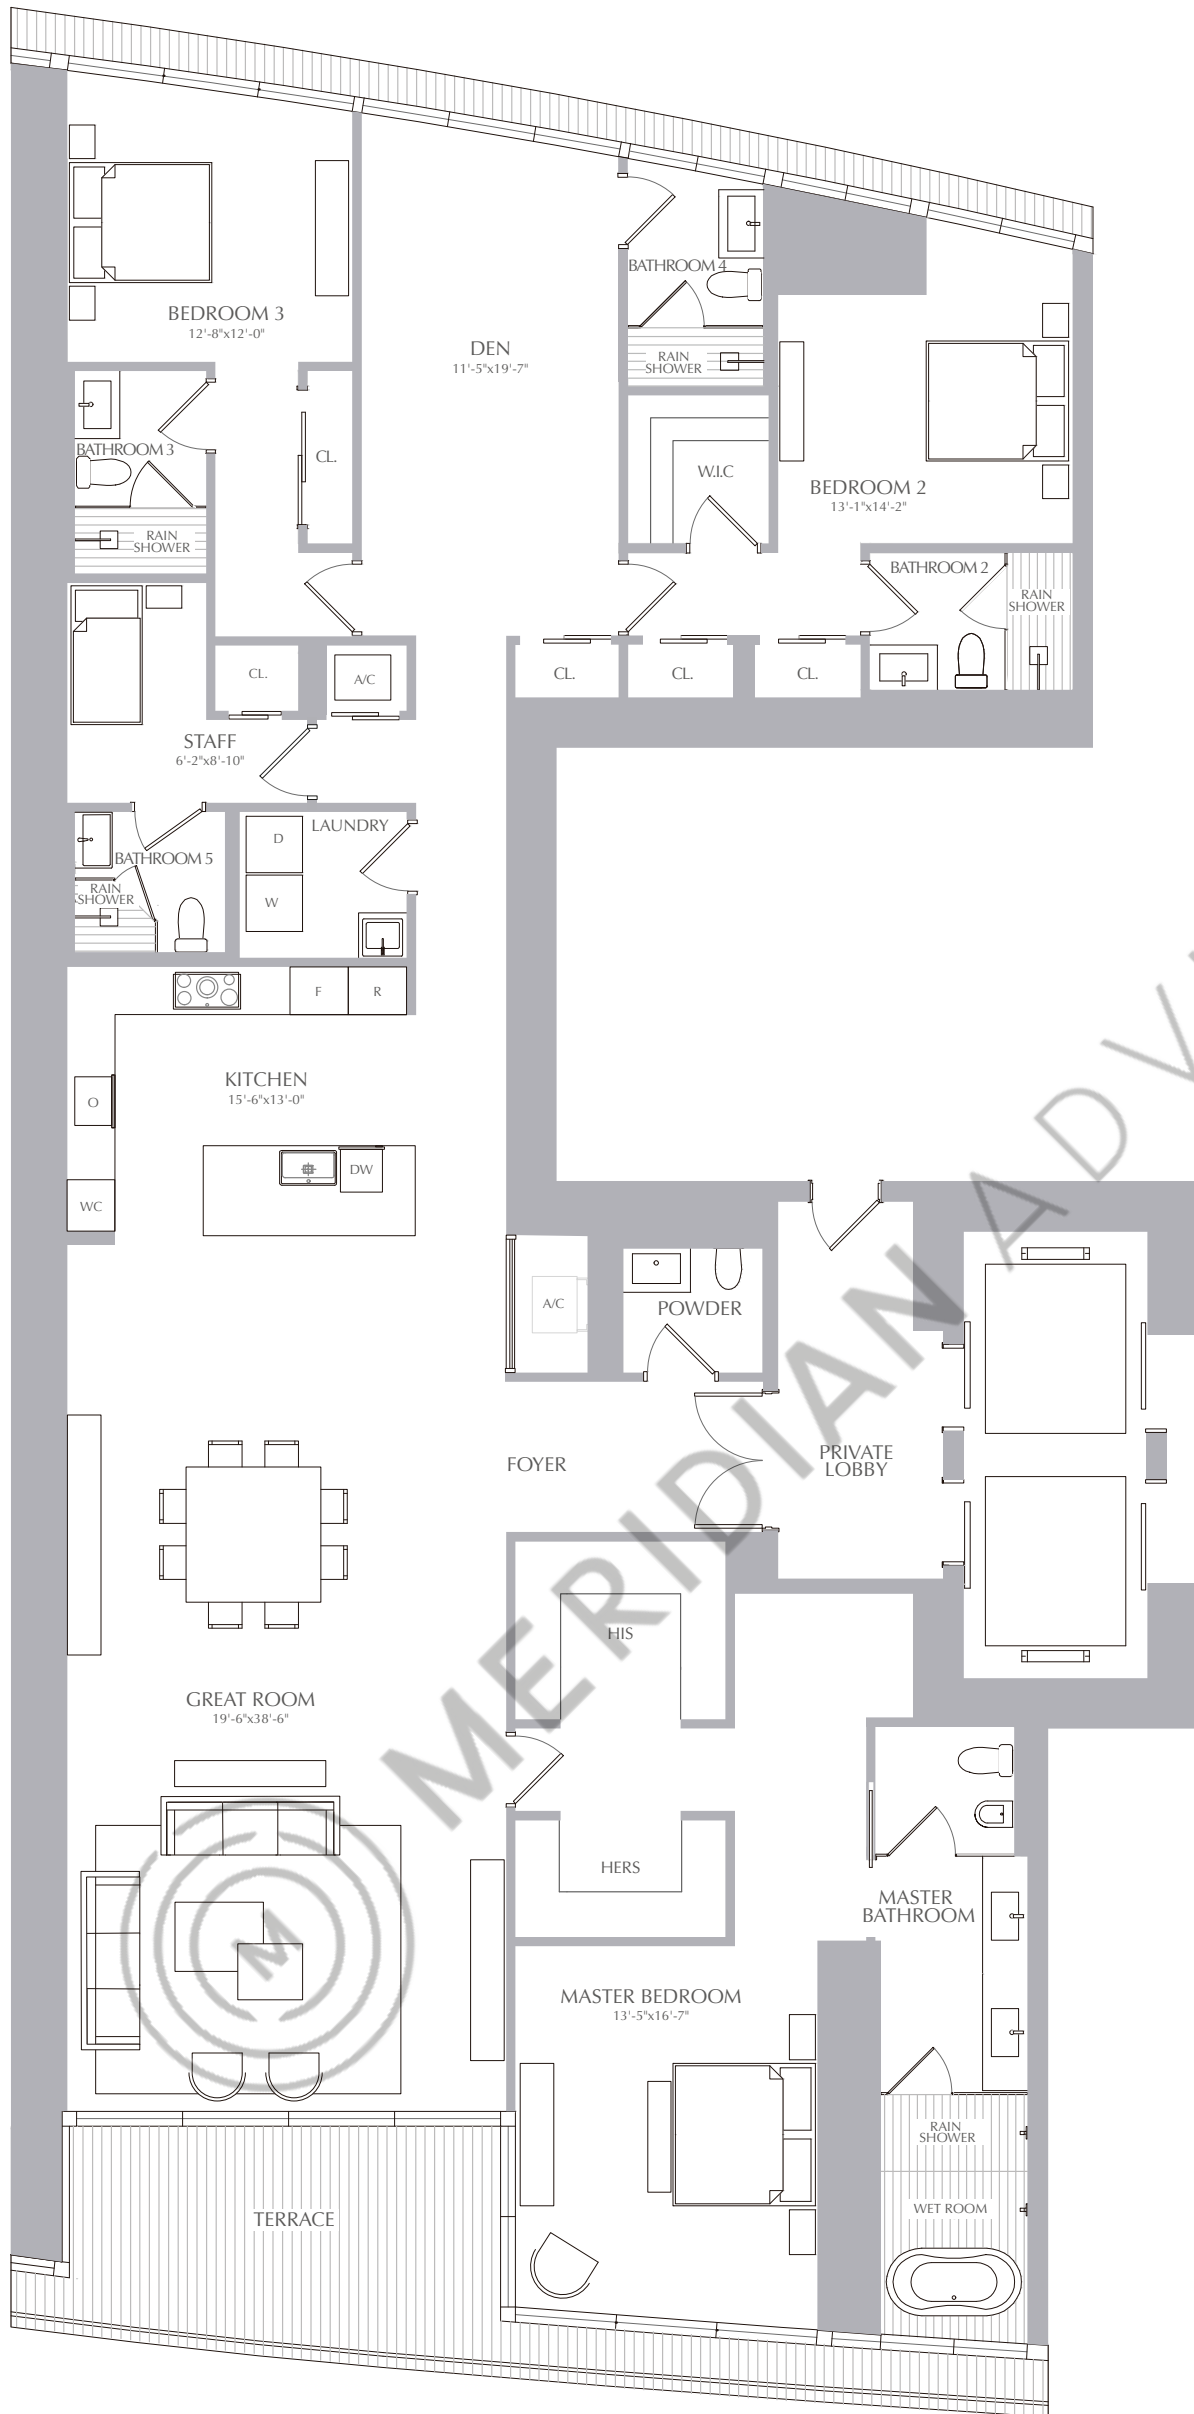 BEDROOM 3
12'-8"x12'-0"
DEN
11'-5"x19'-7"
BATHROOM 4
RAIN
SHOWER
W.I.C
BEDROOM 2
13'-1"x14'-2"
BATHROOM 3
CL.
RAIN
SHOWER
BATHROOM 2
RAIN
SHOWER
CL.
A/C
CL.
CL.
CL.
STAFF
6'-2"x8'-10"
LAUNDRY
D
W
BATHROOM 5
RAIN
SHOWER
F
R
KITCHEN
15'-6"x13'-0"
O
DW
WC
A/C
POWDER
FOYER
PRIVATE
LOBBY
HIS
GREAT ROOM
19'-6"x38'-6"
HERS
MASTER
BATHROOM
MASTER BEDROOM
13'-5"x16'-7"
RAIN
SHOWER
WET ROOM
TERRACE
M MERIDIAN ADV